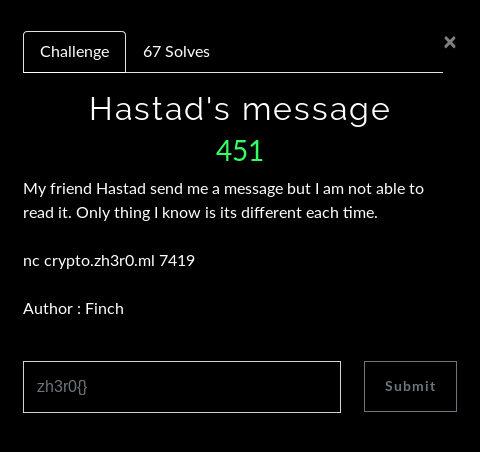 Challenge
67 Solves
×
Hastad's message
451
My friend Hastad send me a message but I am not able to
read it. Only thing I know is its different each time.
nc crypto.zh3r0.ml 7419
Author : Finch
zh3r0{}
Submit